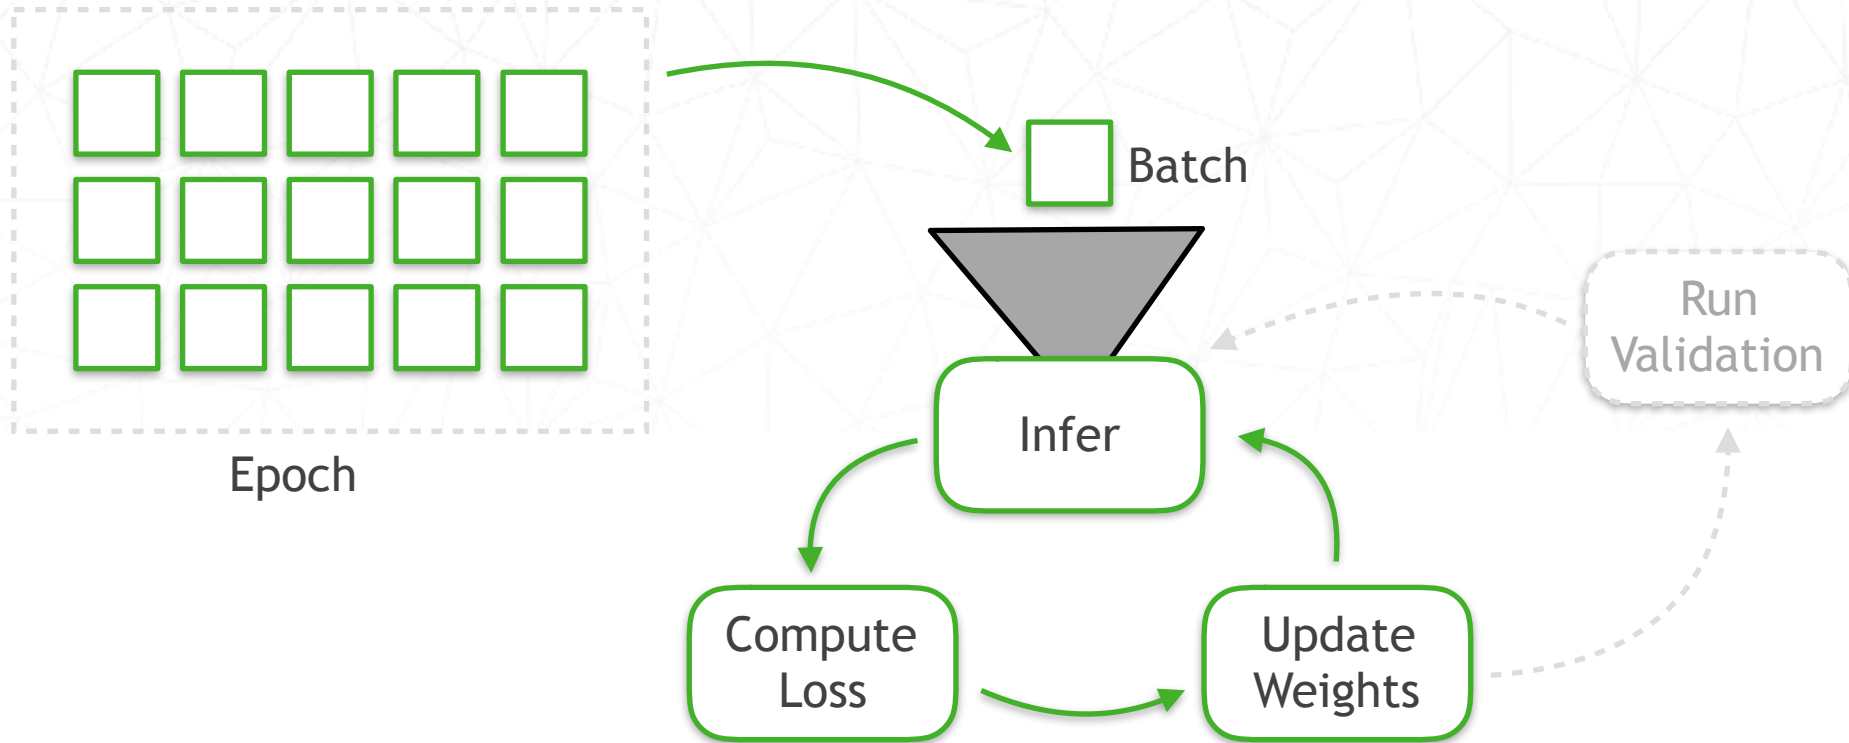 Epoch
Batch
Infer
Compute
Loss
Update
Weights
Run
Validation